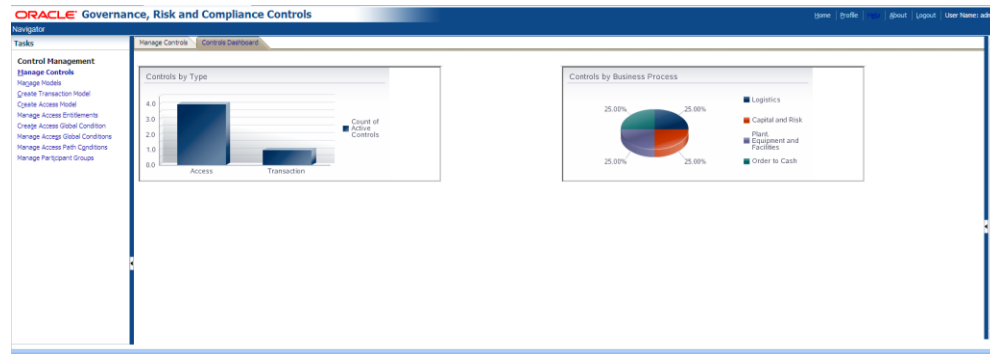 ORACLE Governance, Risk and Compliance Controls
Home Profile Help About Logout User Name: adm
Navigator
Tasks
Control Management
Manage Controls
Manage Models
Create Transaction Model
Create Access Model
Manage Access Entitlements
Create Access Global Condition
Manage Access Global Conditions
Manage Access Path Conditions
Manage Participant Groups
Manage Controls
Controls Dashboard
Controls by Type
4.0
3.0
2.0
1.0
0.0
Access
Transaction
Count of
Active
Controls
Controls by Business Process
25.00%
25.00%
25.00%
25.00%
Logistics
Capital and Risk
Plant,
Equipment and
Facilities
Order to Cash